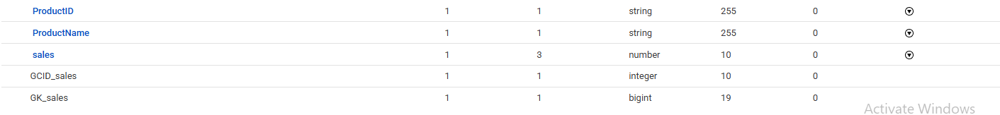 ProductID 1 1 string 255 0
ProductName 1 1 string 255 0
sales 1 3 number 10 0
GCID_sales 1 1 integer 10 0
GK_sales 1 1 bigint 19 0
Activate Windows